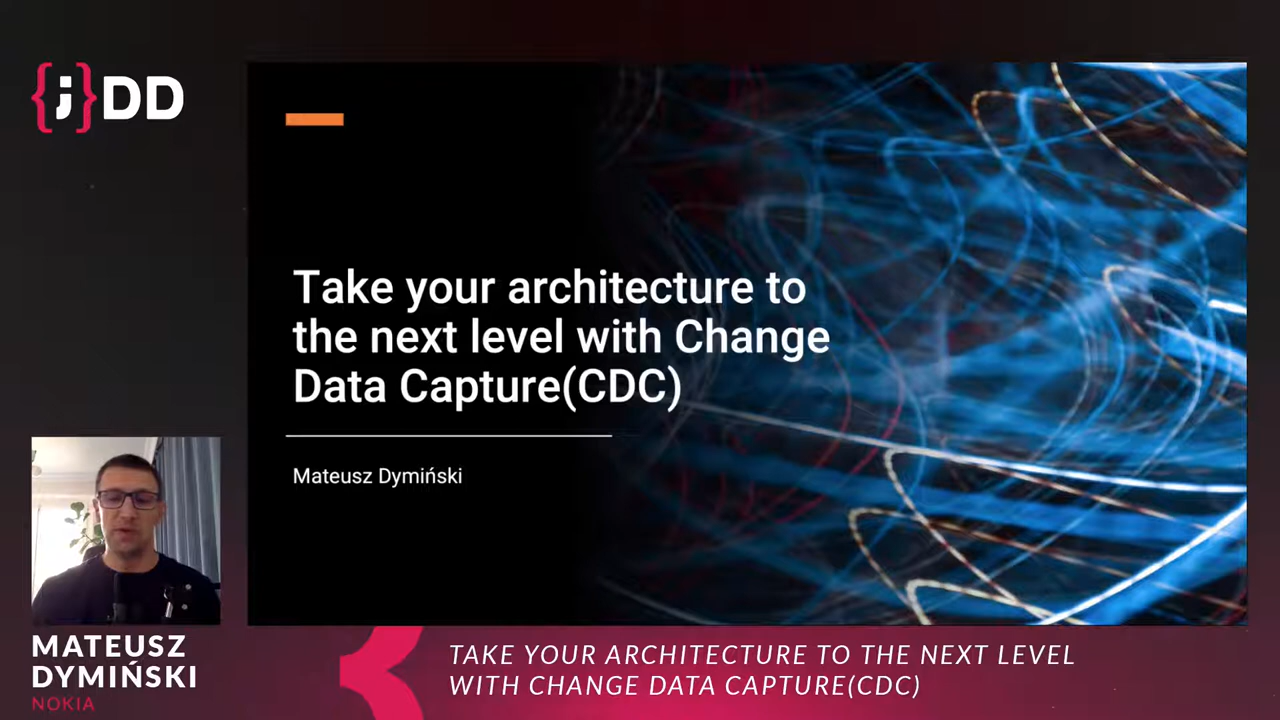 {;}DD
Take your architecture to
the next level with Change
Data Capture(CDC)
Mateusz Dymiński
MATEUSZ
DYMIŃSKI
NOKIA
TAKE YOUR ARCHITECTURE TO THE NEXT LEVEL
WITH CHANGE DATA CAPTURE(CDC)